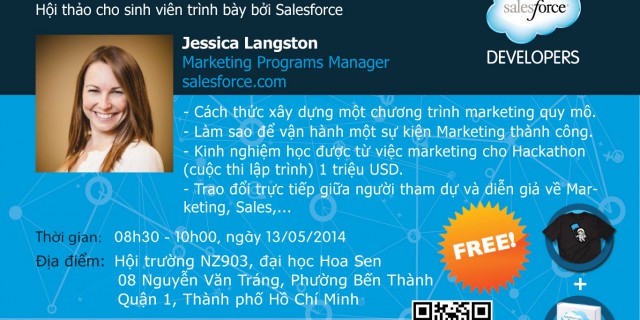 Hội thảo cho sinh viên trình bày bởi Salesforce
salesforce
DEVELOPERS
Jessica Langston
Marketing Programs Manager
salesforce.com
- Cách thức xây dựng một chương trình marketing quy mô.
- Làm sao để vận hành một sự kiện Marketing thành công.
- Kinh nghiệm học được từ việc marketing cho Hackathon
(cuộc thi lập trình) 1 triệu USD.
- Trao đổi trực tiếp giữa người tham dự và diễn giả về Mar-
keting, Sales,...
Thời gian: 08h30 - 10h00, ngày 13/05/2014
Địa điểm: Hội trường NZ903, đại học Hoa Sen
08 Nguyễn Văn Tráng, Phường Bến Thành
Quận 1, Thành phố Hồ Chí Minh
FREE!
+